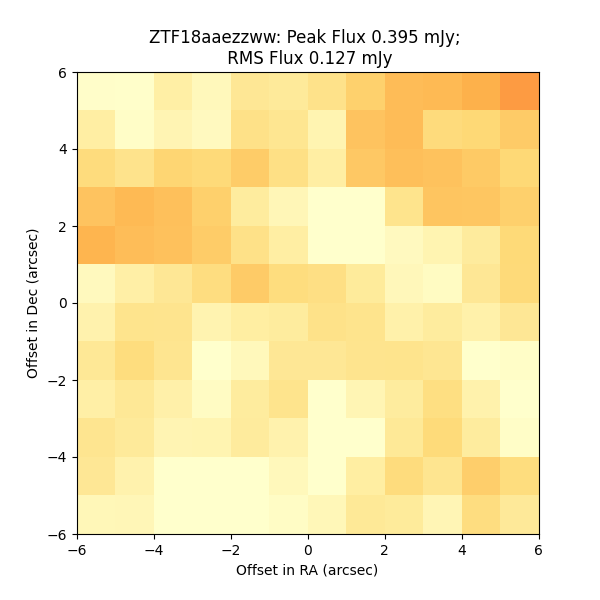 ZTF18aaezzww: Peak Flux 0.395 mJy;
RMS Flux 0.127 mJy
6
4
2
0
−2
−4
−6
Offset in Dec (arcsec)
−6 −4 −2 0 2 4 6
Offset in RA (arcsec)